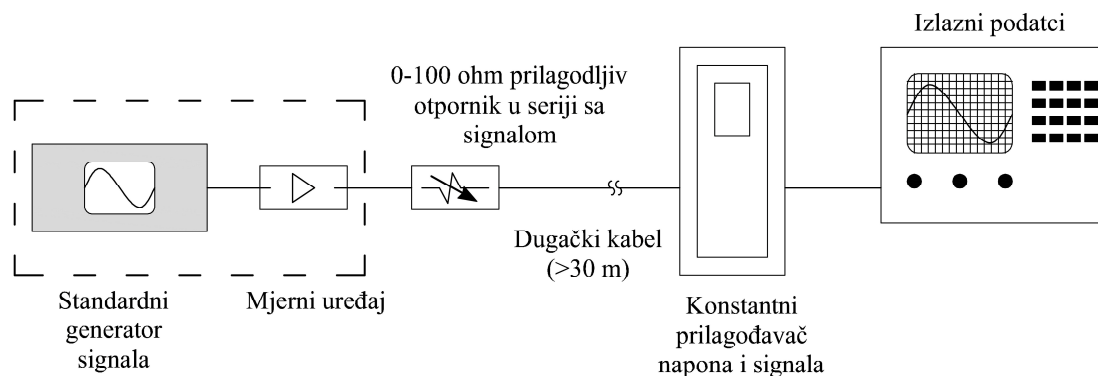 Izlazni podatci
0-100 ohm prilagodljiv
otpornik u seriji sa
signalom
Dugački kabel
(>30 m)
Standardni
generator
signala
Mjerni uređaj
Konstantni
prilagođavač
napona i signala